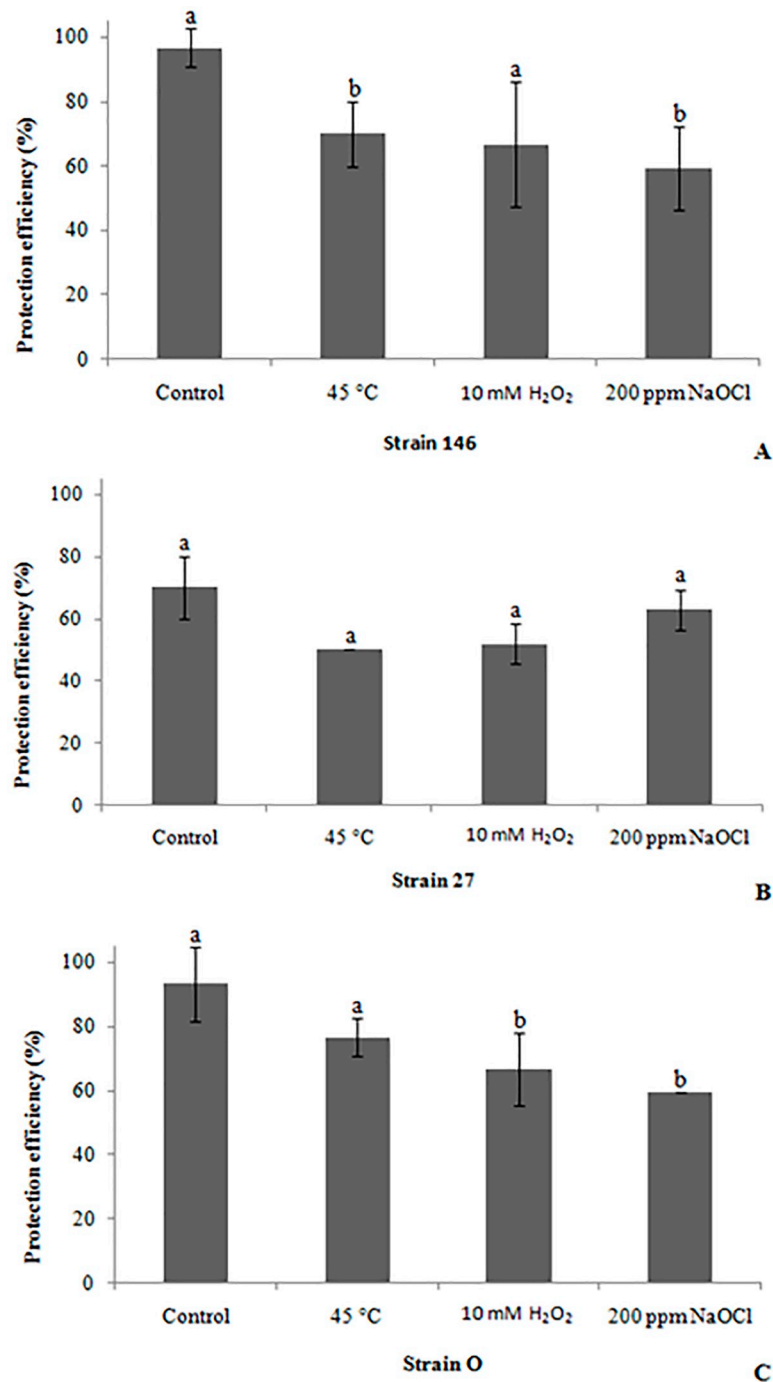 Protection efficiency (%)
100
80
60
40
20
0
a
b
a
b
Control
45 °C
10 mM H₂O₂
200 ppm NaOCl
Strain 146
A
Protection efficiency (%)
100
80
60
40
20
0
a
a
a
a
Control
45 °C
10 mM H₂O₂
200 ppm NaOCl
Strain 27
B
Protection efficiency (%)
100
80
60
40
20
0
a
a
b
b
Control
45 °C
10 mM H₂O₂
200 ppm NaOCl
Strain O
C